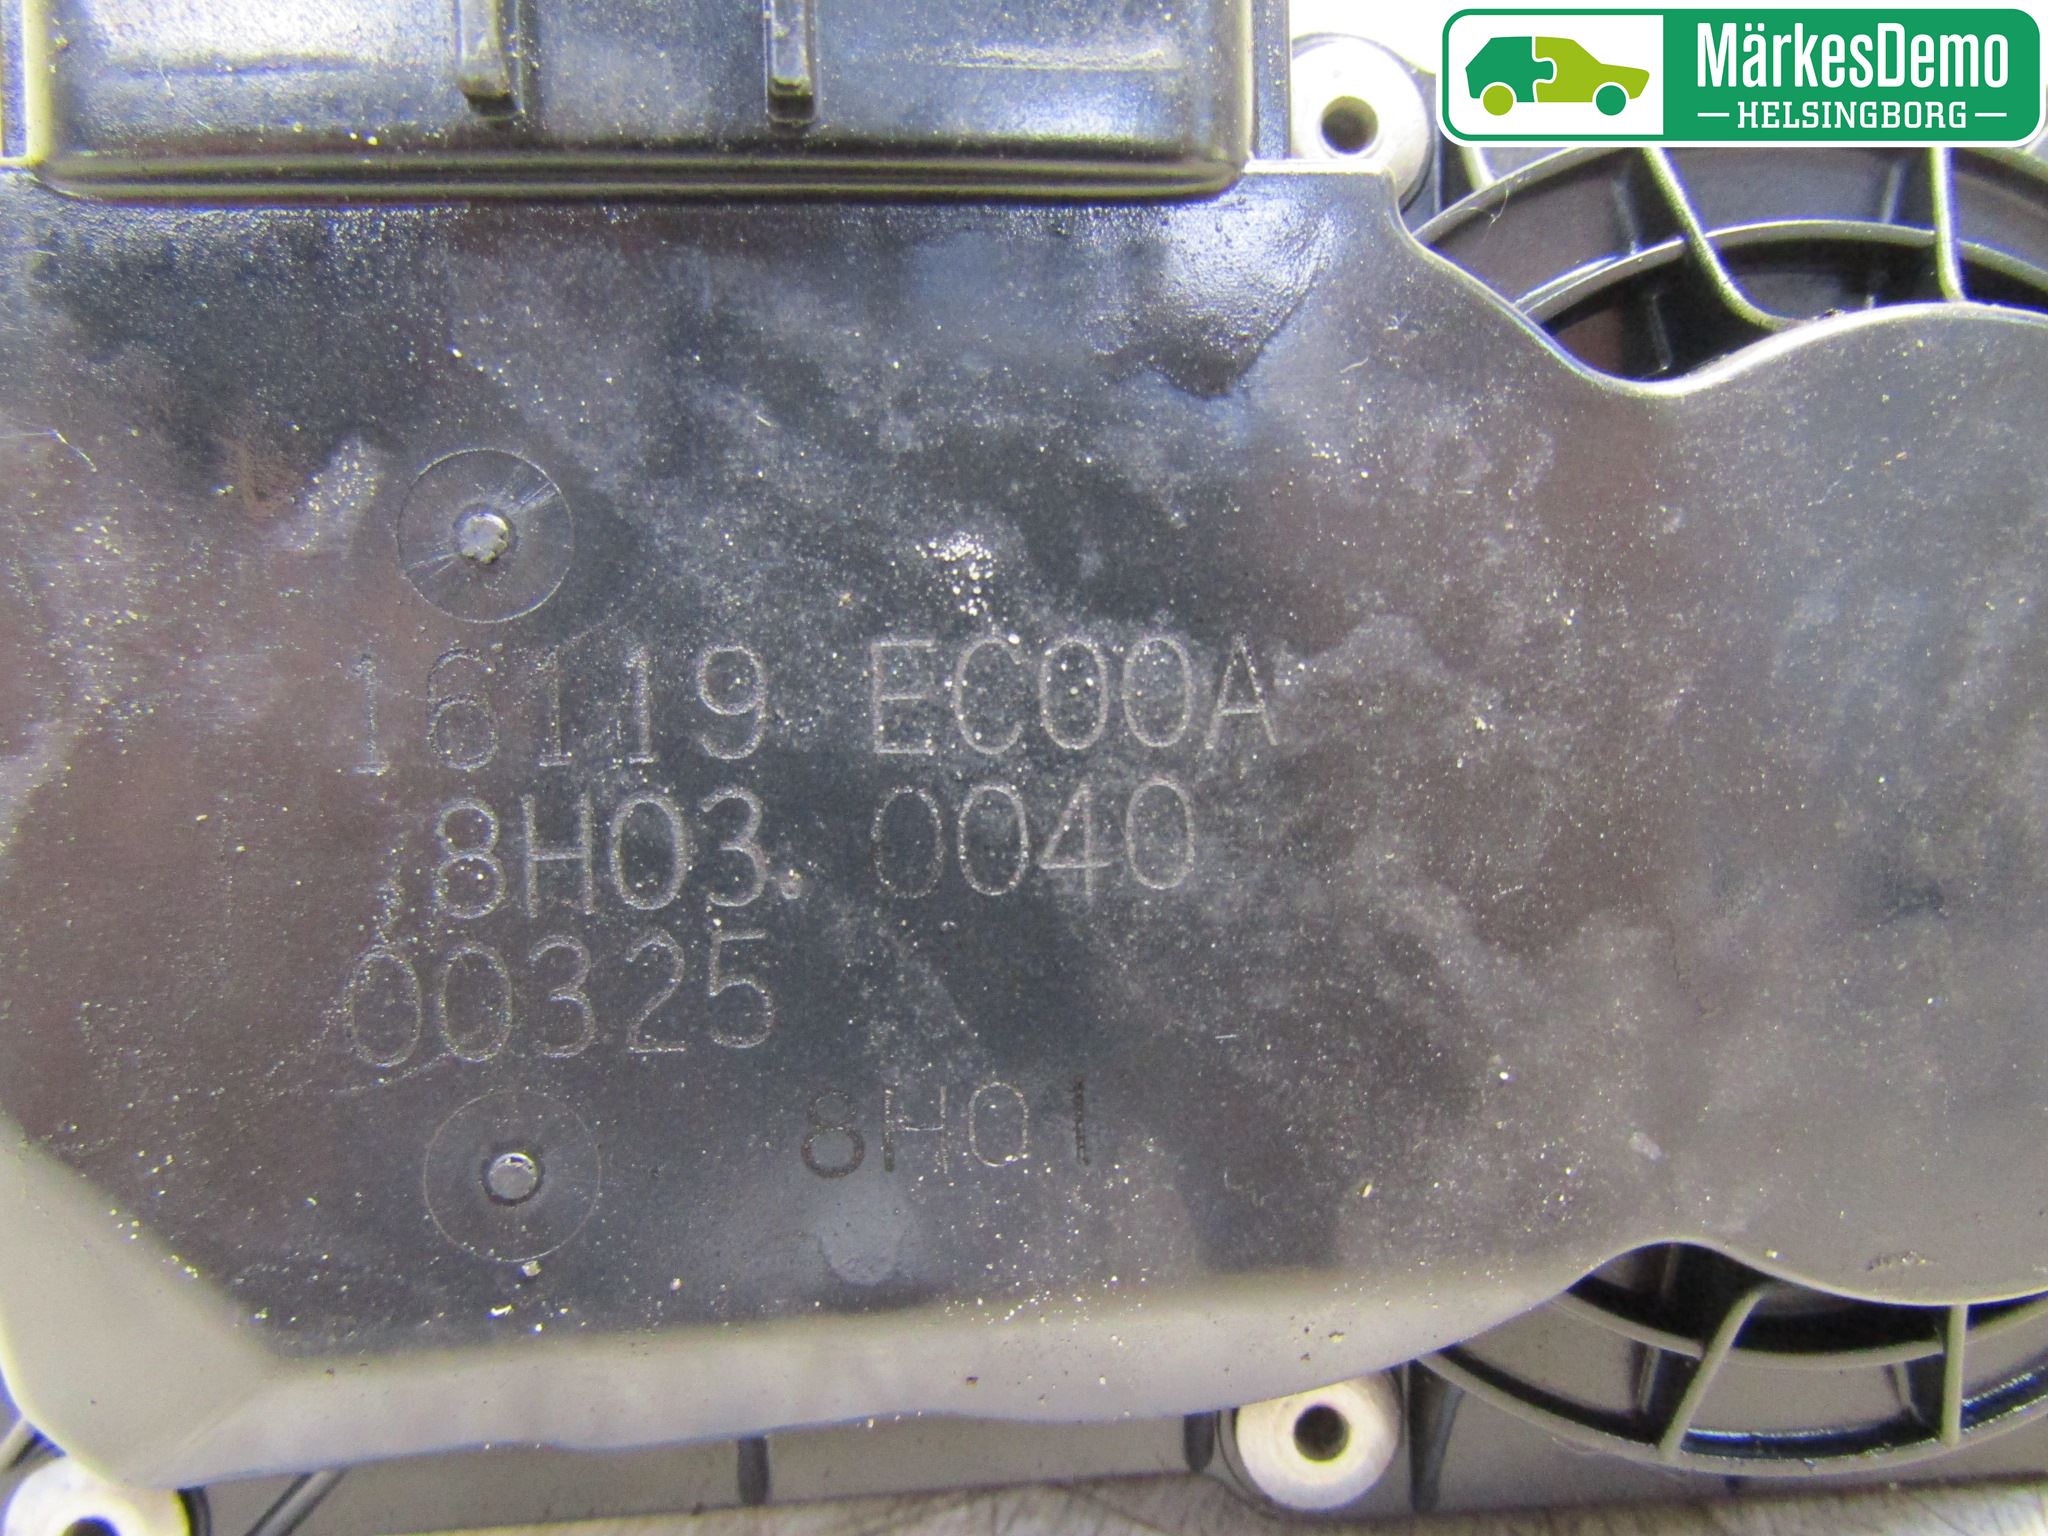 MärkesDemo
HELSINGBORG
16119 EC00A
8H03. 0040
00325
8H01